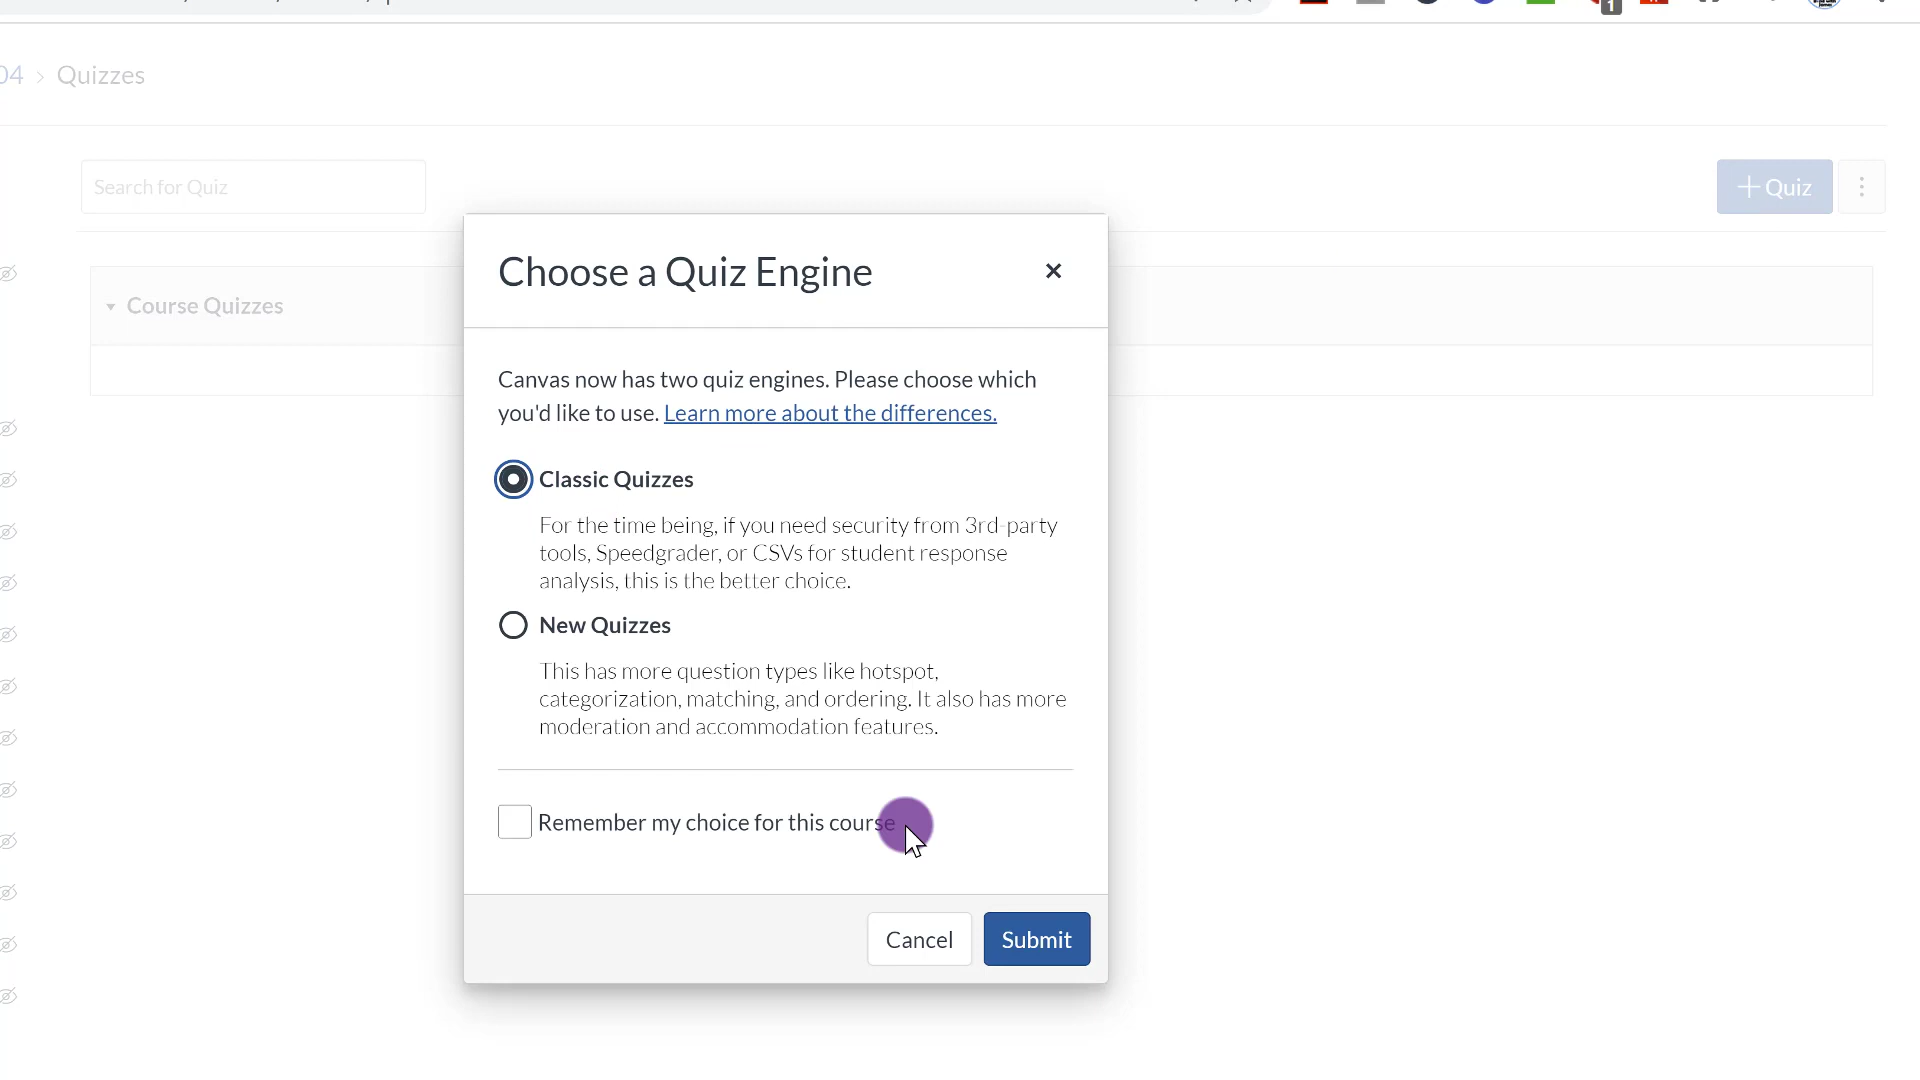 04 > Quizzes
Search for Quiz
+ Quiz
Course Quizzes
Choose a Quiz Engine
Canvas now has two quiz engines. Please choose which
you'd like to use. Learn more about the differences.
Classic Quizzes
For the time being, if you need security from 3rd-party
tools, Speedgrader, or CSVs for student response
analysis, this is the better choice.
New Quizzes
This has more question types like hotspot,
categorization, matching, and ordering. It also has more
moderation and accommodation features.
Remember my choice for this course
Cancel
Submit
1